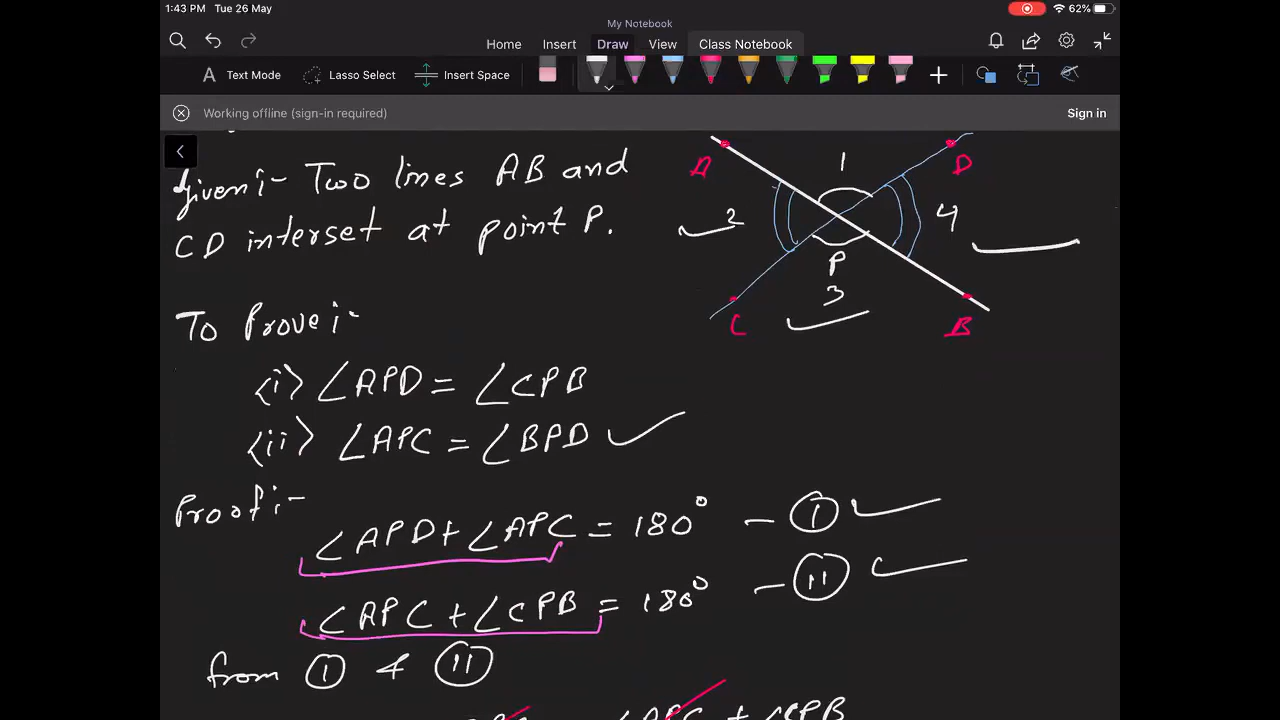 1:43 PM Tue 26 May
62%
My Notebook
Home Insert Draw View Class Notebook
Text Mode Lasso Select Insert Space
Working offline (sign-in required) Sign in
Given:- Two lines AB and
CD interset at point P.
A 1 D
2 4
P
3
C B
To Prove:-
(i) ∠APD = ∠CPB
(ii) ∠APC = ∠BPD
Proof:-
∠APD + ∠APC = 180° - (I)
∠APC + ∠CPB = 180° - (II)
from (I) & (II)
∠APC + ∠CPB